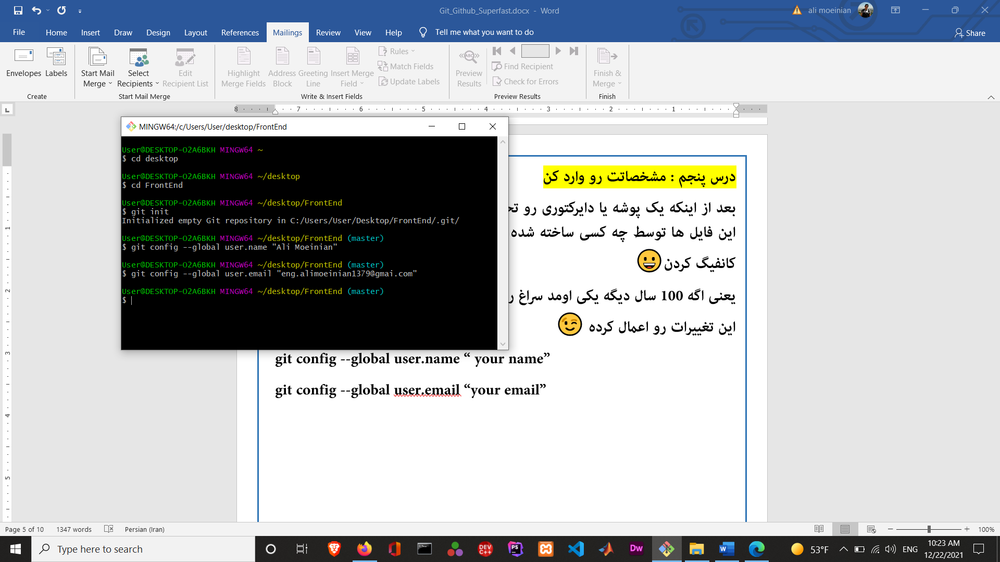 Git_Github_Superfast.docx - Word
ali moeinian
File Home Insert Draw Design Layout References Mailings Review View Help Tell me what you want to do Share
Envelopes Labels
Create
Start Mail Merge Select Recipients Edit Recipient List
Start Mail Merge
Highlight Merge Fields Address Block Greeting Line Insert Merge Field
Rules
Match Fields
Update Labels
Write & Insert Fields
ABC
Preview Results
Find Recipient
Check for Errors
Preview Results
Finish & Merge
Finish
8 7 6 5 4 3 2 1
MINGW64:/c/Users/User/desktop/FrontEnd
User@DESKTOP-O2A6BKH MINGW64 ~
$ cd desktop
User@DESKTOP-O2A6BKH MINGW64 ~/desktop
$ cd FrontEnd
User@DESKTOP-O2A6BKH MINGW64 ~/desktop/FrontEnd
$ git init
Initialized empty Git repository in C:/Users/User/Desktop/FrontEnd/.git/
User@DESKTOP-O2A6BKH MINGW64 ~/desktop/FrontEnd (master)
$ git config --global user.name "Ali Moeinian"
User@DESKTOP-O2A6BKH MINGW64 ~/desktop/FrontEnd (master)
$ git config --global user.email "eng.alimoeinian1379@gmai.com"
User@DESKTOP-O2A6BKH MINGW64 ~/desktop/FrontEnd (master)
$
درس پنجم : مشخصاتت رو وارد کن
بعد از اینکه یک پوشه یا دایرکتوری رو
این فایل ها توسط چه کسی ساخته شده
کانفیگ کردن 😀
یعنی اگه 100 سال دیگه یکی اومد سراغ
این تغییرات رو اعمال کرده 😉
git config --global user.name “ your name”
git config --global user.email “your email”
1
2
3
4
5
Page 5 of 10 1347 words Persian (Iran) 100%
Type here to search
DEV C++
PS
Dw
W
53°F ENG 10:23 AM
12/22/2021